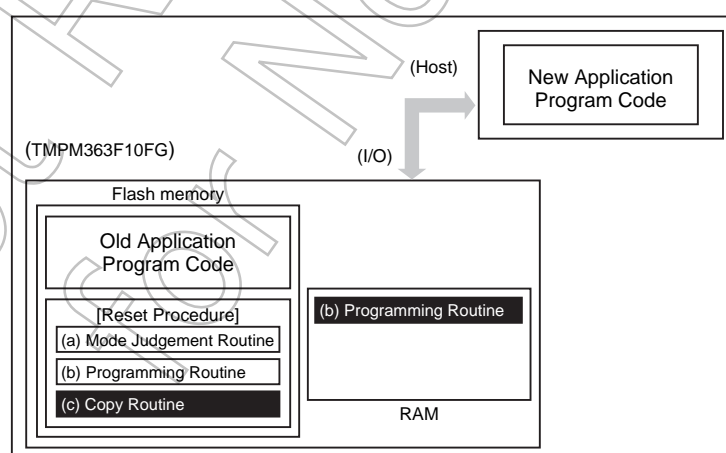 (Host)
New Application
Program Code
(TMPM363F10FG)
(I/O)
Flash memory
Old Application
Program Code
[Reset Procedure]
(a) Mode Judgement Routine
(b) Programming Routine
(c) Copy Routine
(b) Programming Routine
RAM